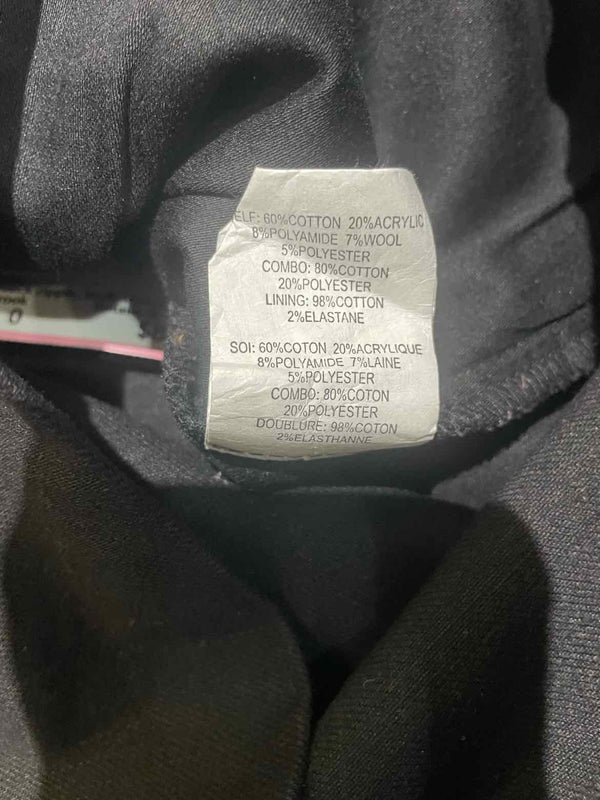 ELF: 60%COTTON 20%ACRYLIC
8%POLYAMIDE 7%WOOL
5%POLYESTER
COMBO: 80%COTTON
20%POLYESTER
LINING: 98%COTTON
2%ELASTANE
SOI: 60%COTON 20%ACRYLIQUE
8%POLYAMIDE 7%LAINE
5%POLYESTER
COMBO: 80%COTON
20%POLYESTER
DOUBLURE: 98%COTON
2%ELASTHANNE
0